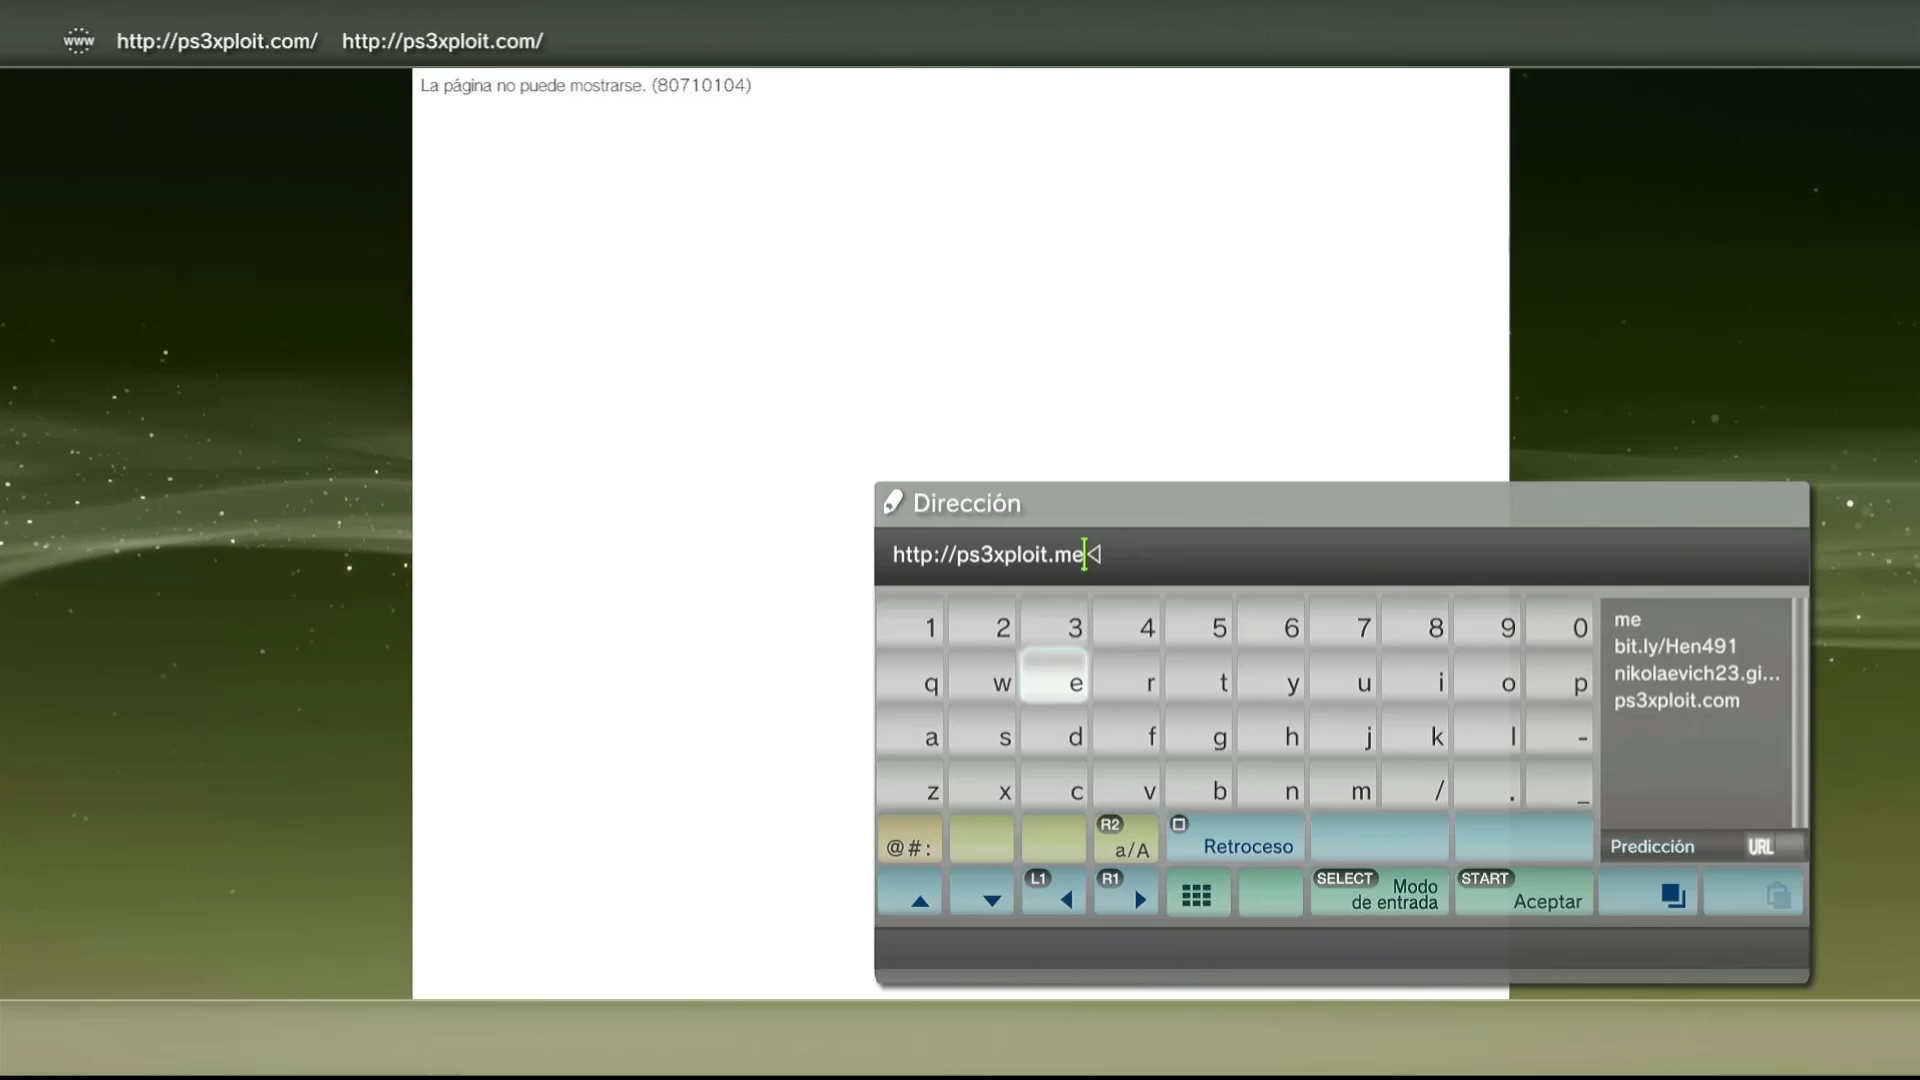 www http://ps3xploit.com/ http://ps3xploit.com/
La página no puede mostrarse. (80710104)
Dirección
http://ps3xploit.me
1 2 3 4 5 6 7 8 9 0
q w e r t y u i o p
a s d f g h j k l -
z x c v b n m / . _
me
bit.ly/Hen491
nikolaevich23.gi...
ps3xploit.com
@#: R2 a/A Retroceso
Predicción URL
L1 R1 SELECT Modo de entrada START Aceptar